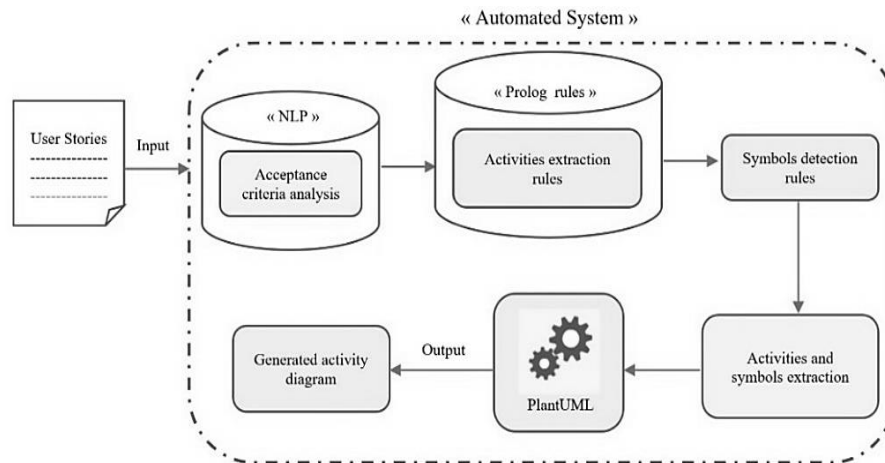 « Automated System »
« Prolog rules »
« NLP »
User Stories
Input
Acceptance
criteria analysis
Activities extraction
rules
Symbols detection
rules
Generated activity
diagram
Output
PlantUML
Activities and
symbols extraction